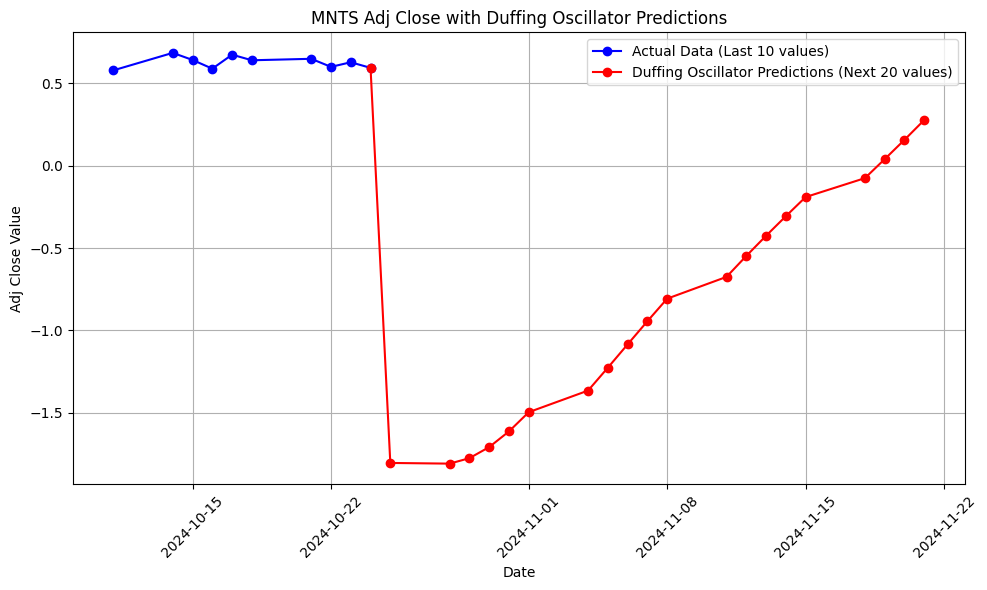 MNTS Adj Close with Duffing Oscillator Predictions
Actual Data (Last 10 values)
Duffing Oscillator Predictions (Next 20 values)
Adj Close Value
0.5
0.0
−0.5
−1.0
−1.5
2024-10-15
2024-10-22
2024-11-01
2024-11-08
2024-11-15
2024-11-22
Date